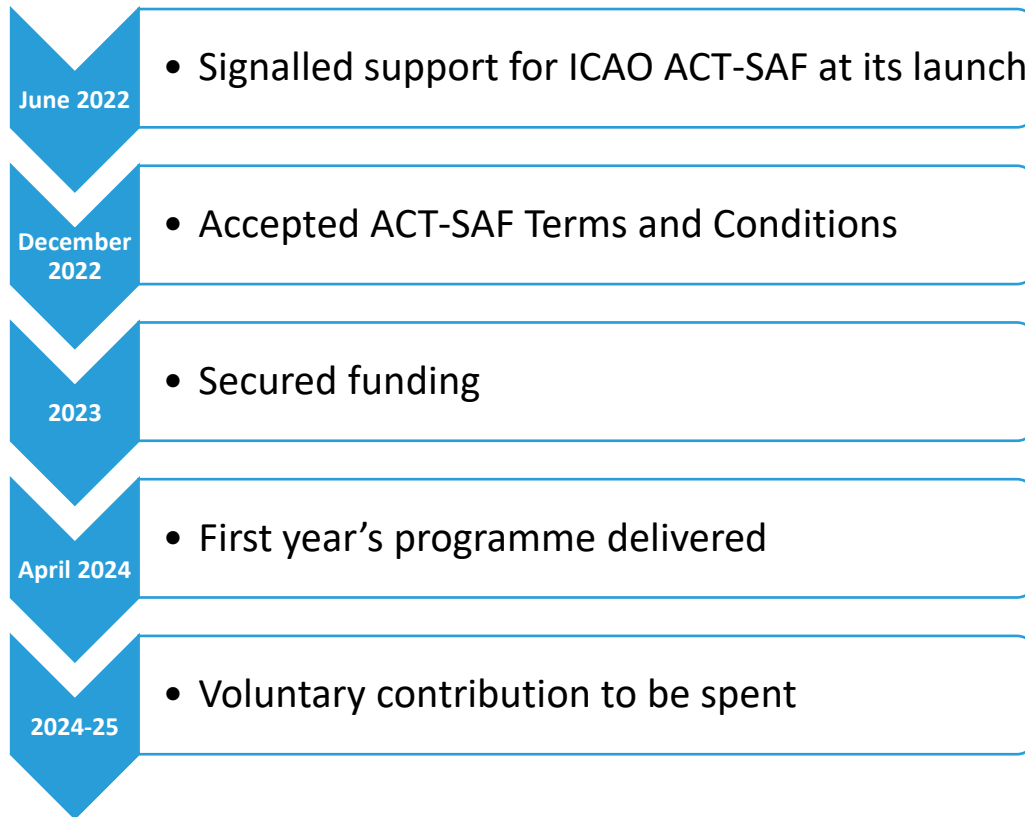 June 2022
• Signalled support for ICAO ACT-SAF at its launch
December
2022
• Accepted ACT-SAF Terms and Conditions
2023
• Secured funding
April 2024
• First year’s programme delivered
2024-25
• Voluntary contribution to be spent